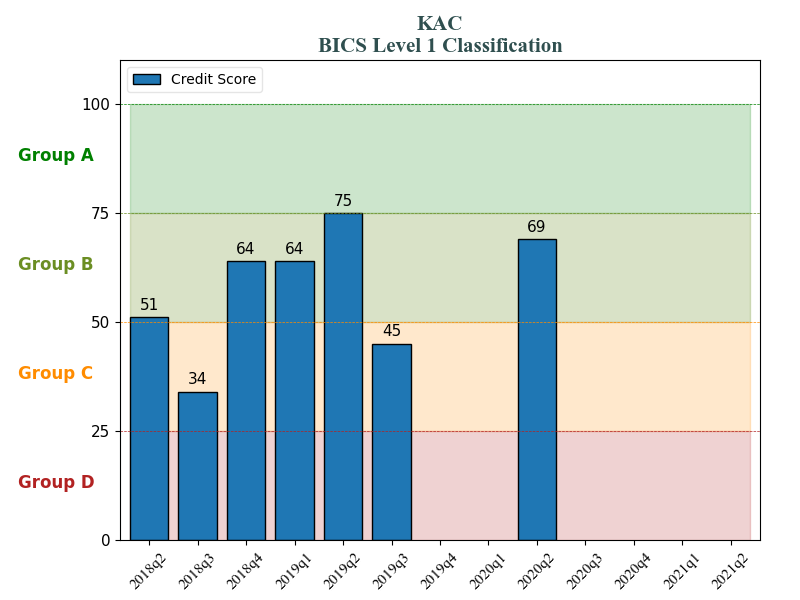 KAC
BICS Level 1 Classification
Credit Score
100
Group A
75
75
69
64
64
Group B
51
50
45
34
Group C
25
Group D
0
2018q2
2018q3
2018q4
2019q1
2019q2
2019q3
2019q4
2020q1
2020q2
2020q3
2020q4
2021q1
2021q2